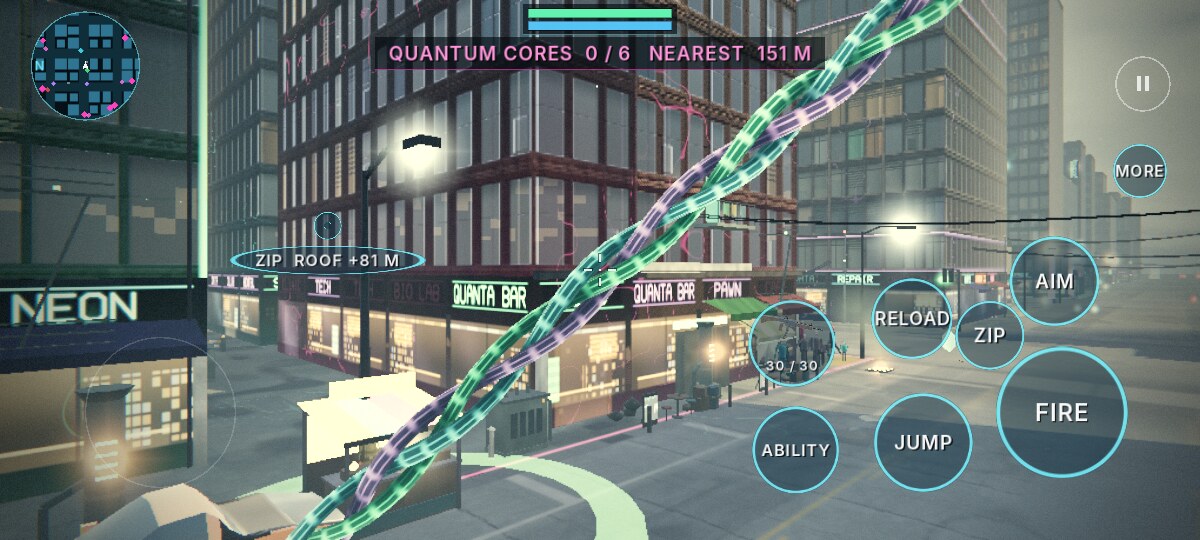 N
QUANTUM CORES 0 / 6 NEAREST 151 M
MORE
ZIP ROOF +81 M
NEON
TECH
BIO LAB
QUANTA BAR
QUANTA BAR
PAWN
REPAIR
AIM
RELOAD
ZIP
30 / 30
FIRE
ABILITY
JUMP